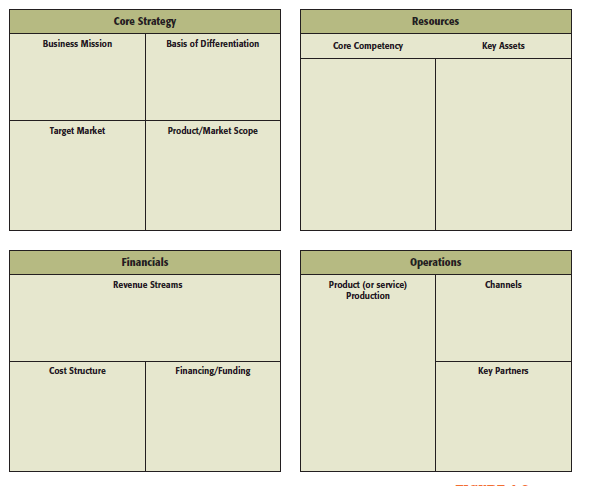 Core Strategy
Business Mission
Basis of Differentiation
Target Market
Product/Market Scope
Resources
Core Competency
Key Assets
Financials
Revenue Streams
Cost Structure
Financing/Funding
Operations
Product (or service)
Production
Channels
Key Partners